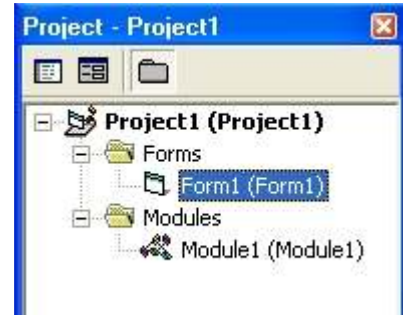 Project - Project1
Project1 (Project1)
Forms
Form1 (Form1)
Modules
Module1 (Module1)